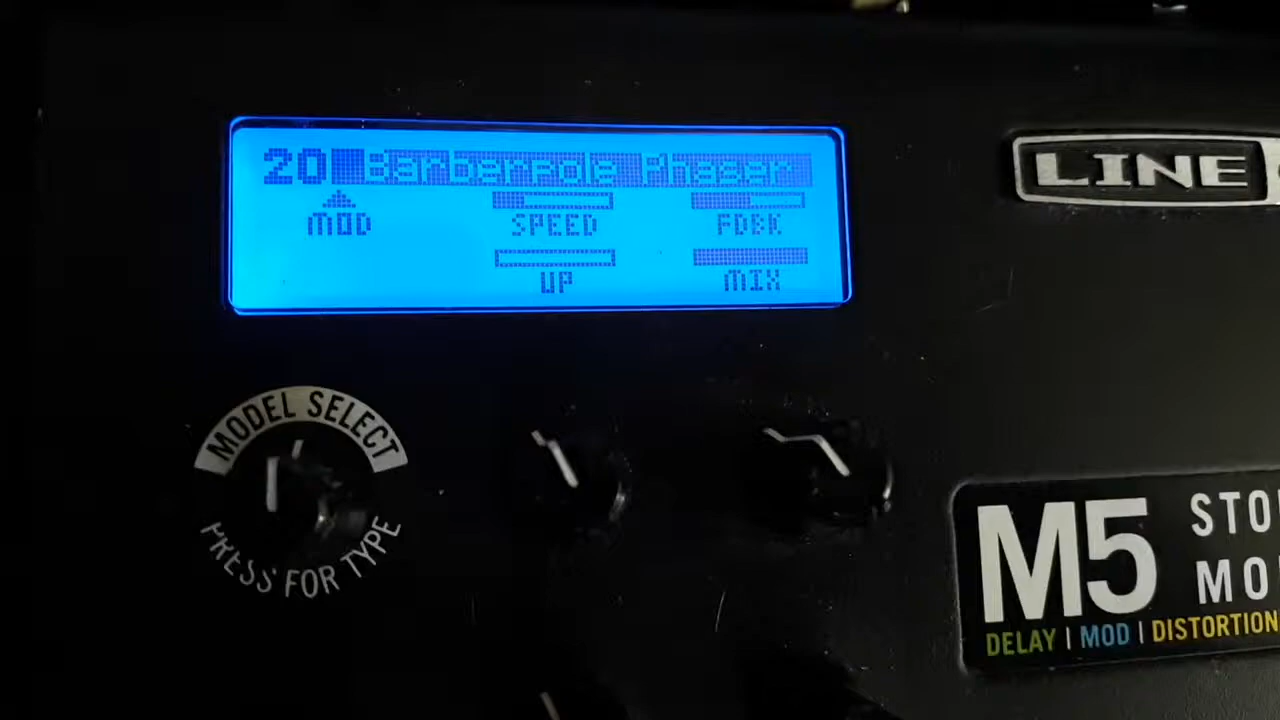 20 Barberpole Phaser
MOD SPEED FDBK
UP MIX
LINE
MODEL SELECT
PRESS FOR TYPE
M5 STO
MO
DELAY | MOD | DISTORTION